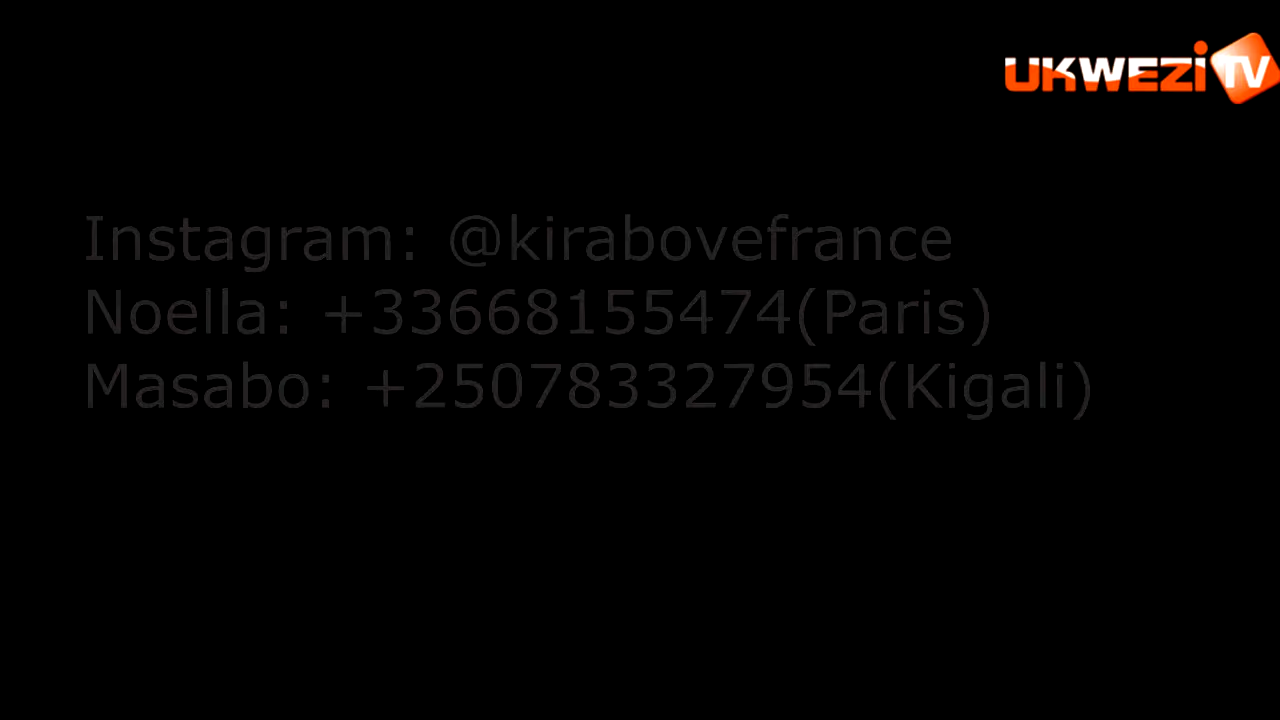 UKWEZI TV
Instagram: @kirabovefrance
Noella: +33668155474(Paris)
Masabo: +250783327954(Kigali)